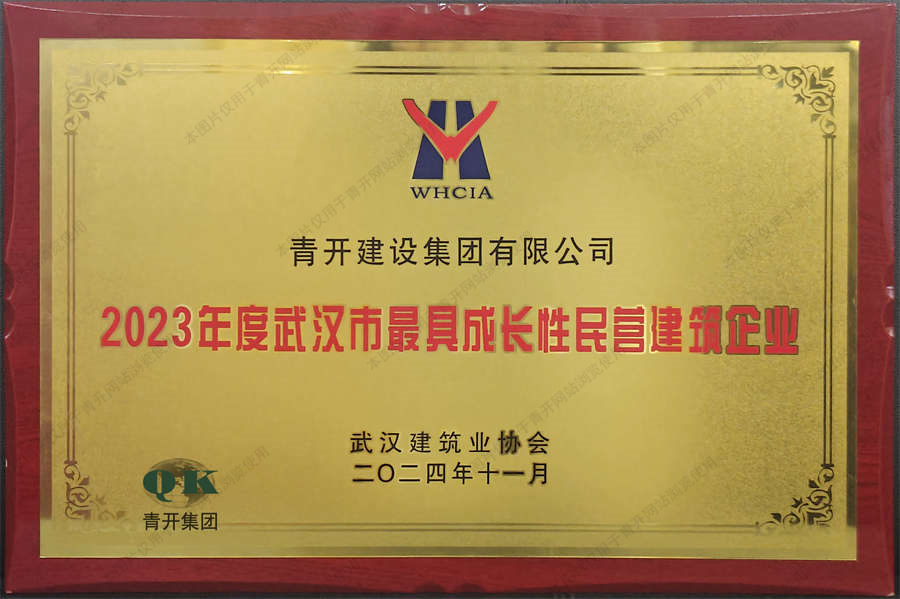 WHCIA
青开建设集团有限公司
2023年度武汉市最具成长性民营建筑企业
武汉建筑业协会
二〇二四年十一月
QK
青开集团